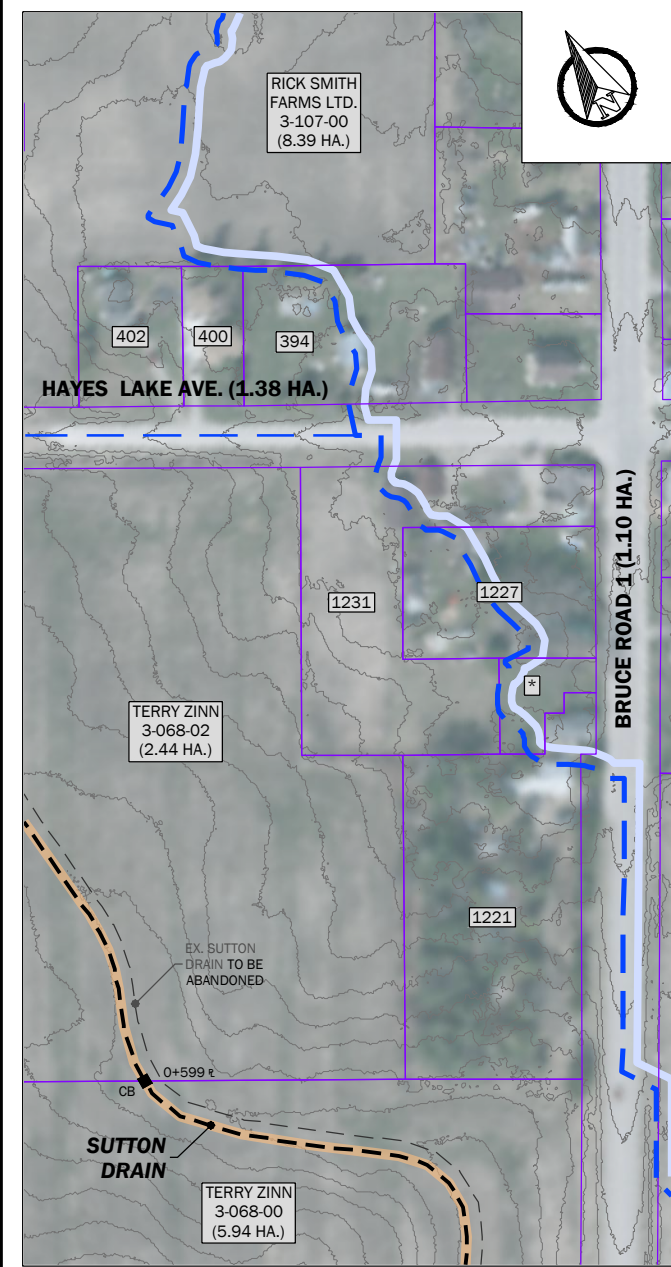 RICK SMITH
FARMS LTD.
3-107-00
(8.39 HA.)
N
402
400
394
HAYES LAKE AVE. (1.38 HA.)
BRUCE ROAD 1 (1.10 HA.)
1231
1227
*
TERRY ZINN
3-068-02
(2.44 HA.)
1221
EX. SUTTON
DRAIN TO BE
ABANDONED
0+599
CB
SUTTON
DRAIN
TERRY ZINN
3-068-00
(5.94 HA.)